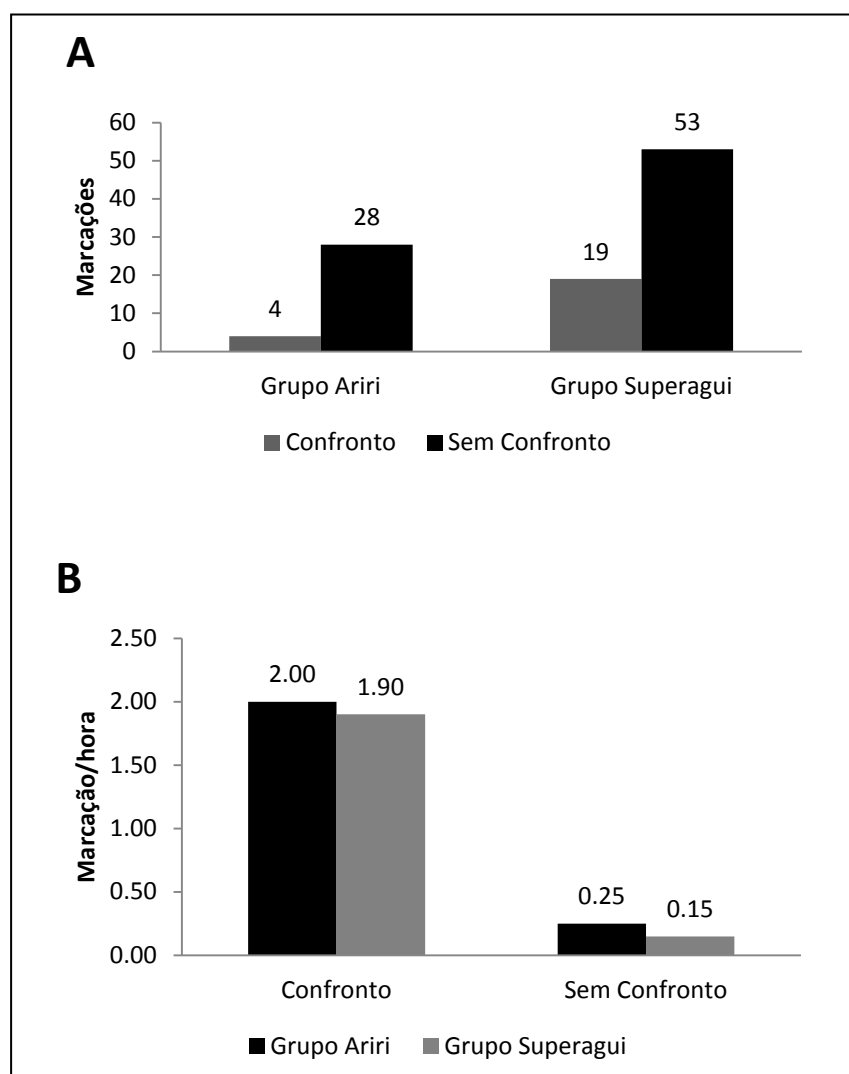 A
60
50
40
30
20
10
0
Marcações
4
28
19
53
Grupo Ariri
Grupo Superagui
Confronto
Sem Confronto
B
2.50
2.00
1.50
1.00
0.50
0.00
Marcação/hora
2.00
1.90
0.25
0.15
Confronto
Sem Confronto
Grupo Ariri
Grupo Superagui